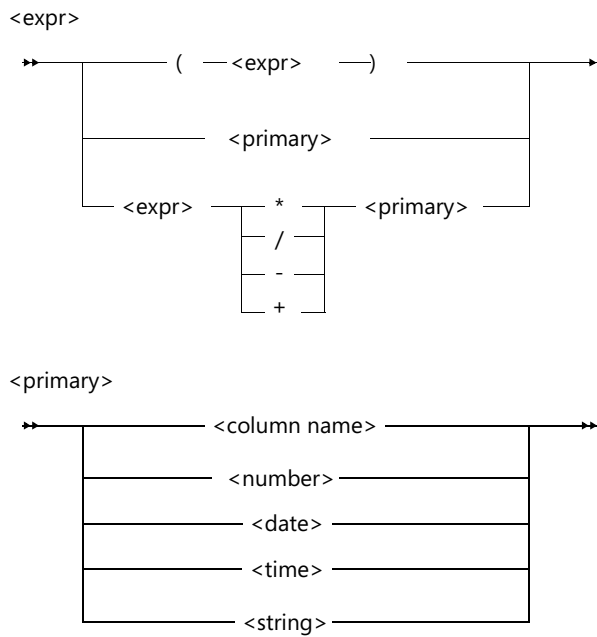 <expr>
( <expr> )
<primary>
<expr> * <primary>
/
-
+
<primary>
<column name>
<number>
<date>
<time>
<string>